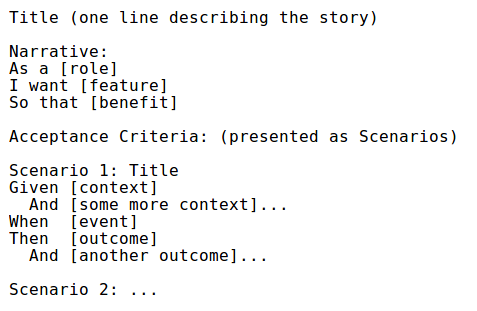 Title (one line describing the story)
Narrative:
As a [role]
I want [feature]
So that [benefit]
Acceptance Criteria: (presented as Scenarios)
Scenario 1: Title
Given [context]
  And [some more context]...
When  [event]
Then  [outcome]
  And [another outcome]...
Scenario 2: ...